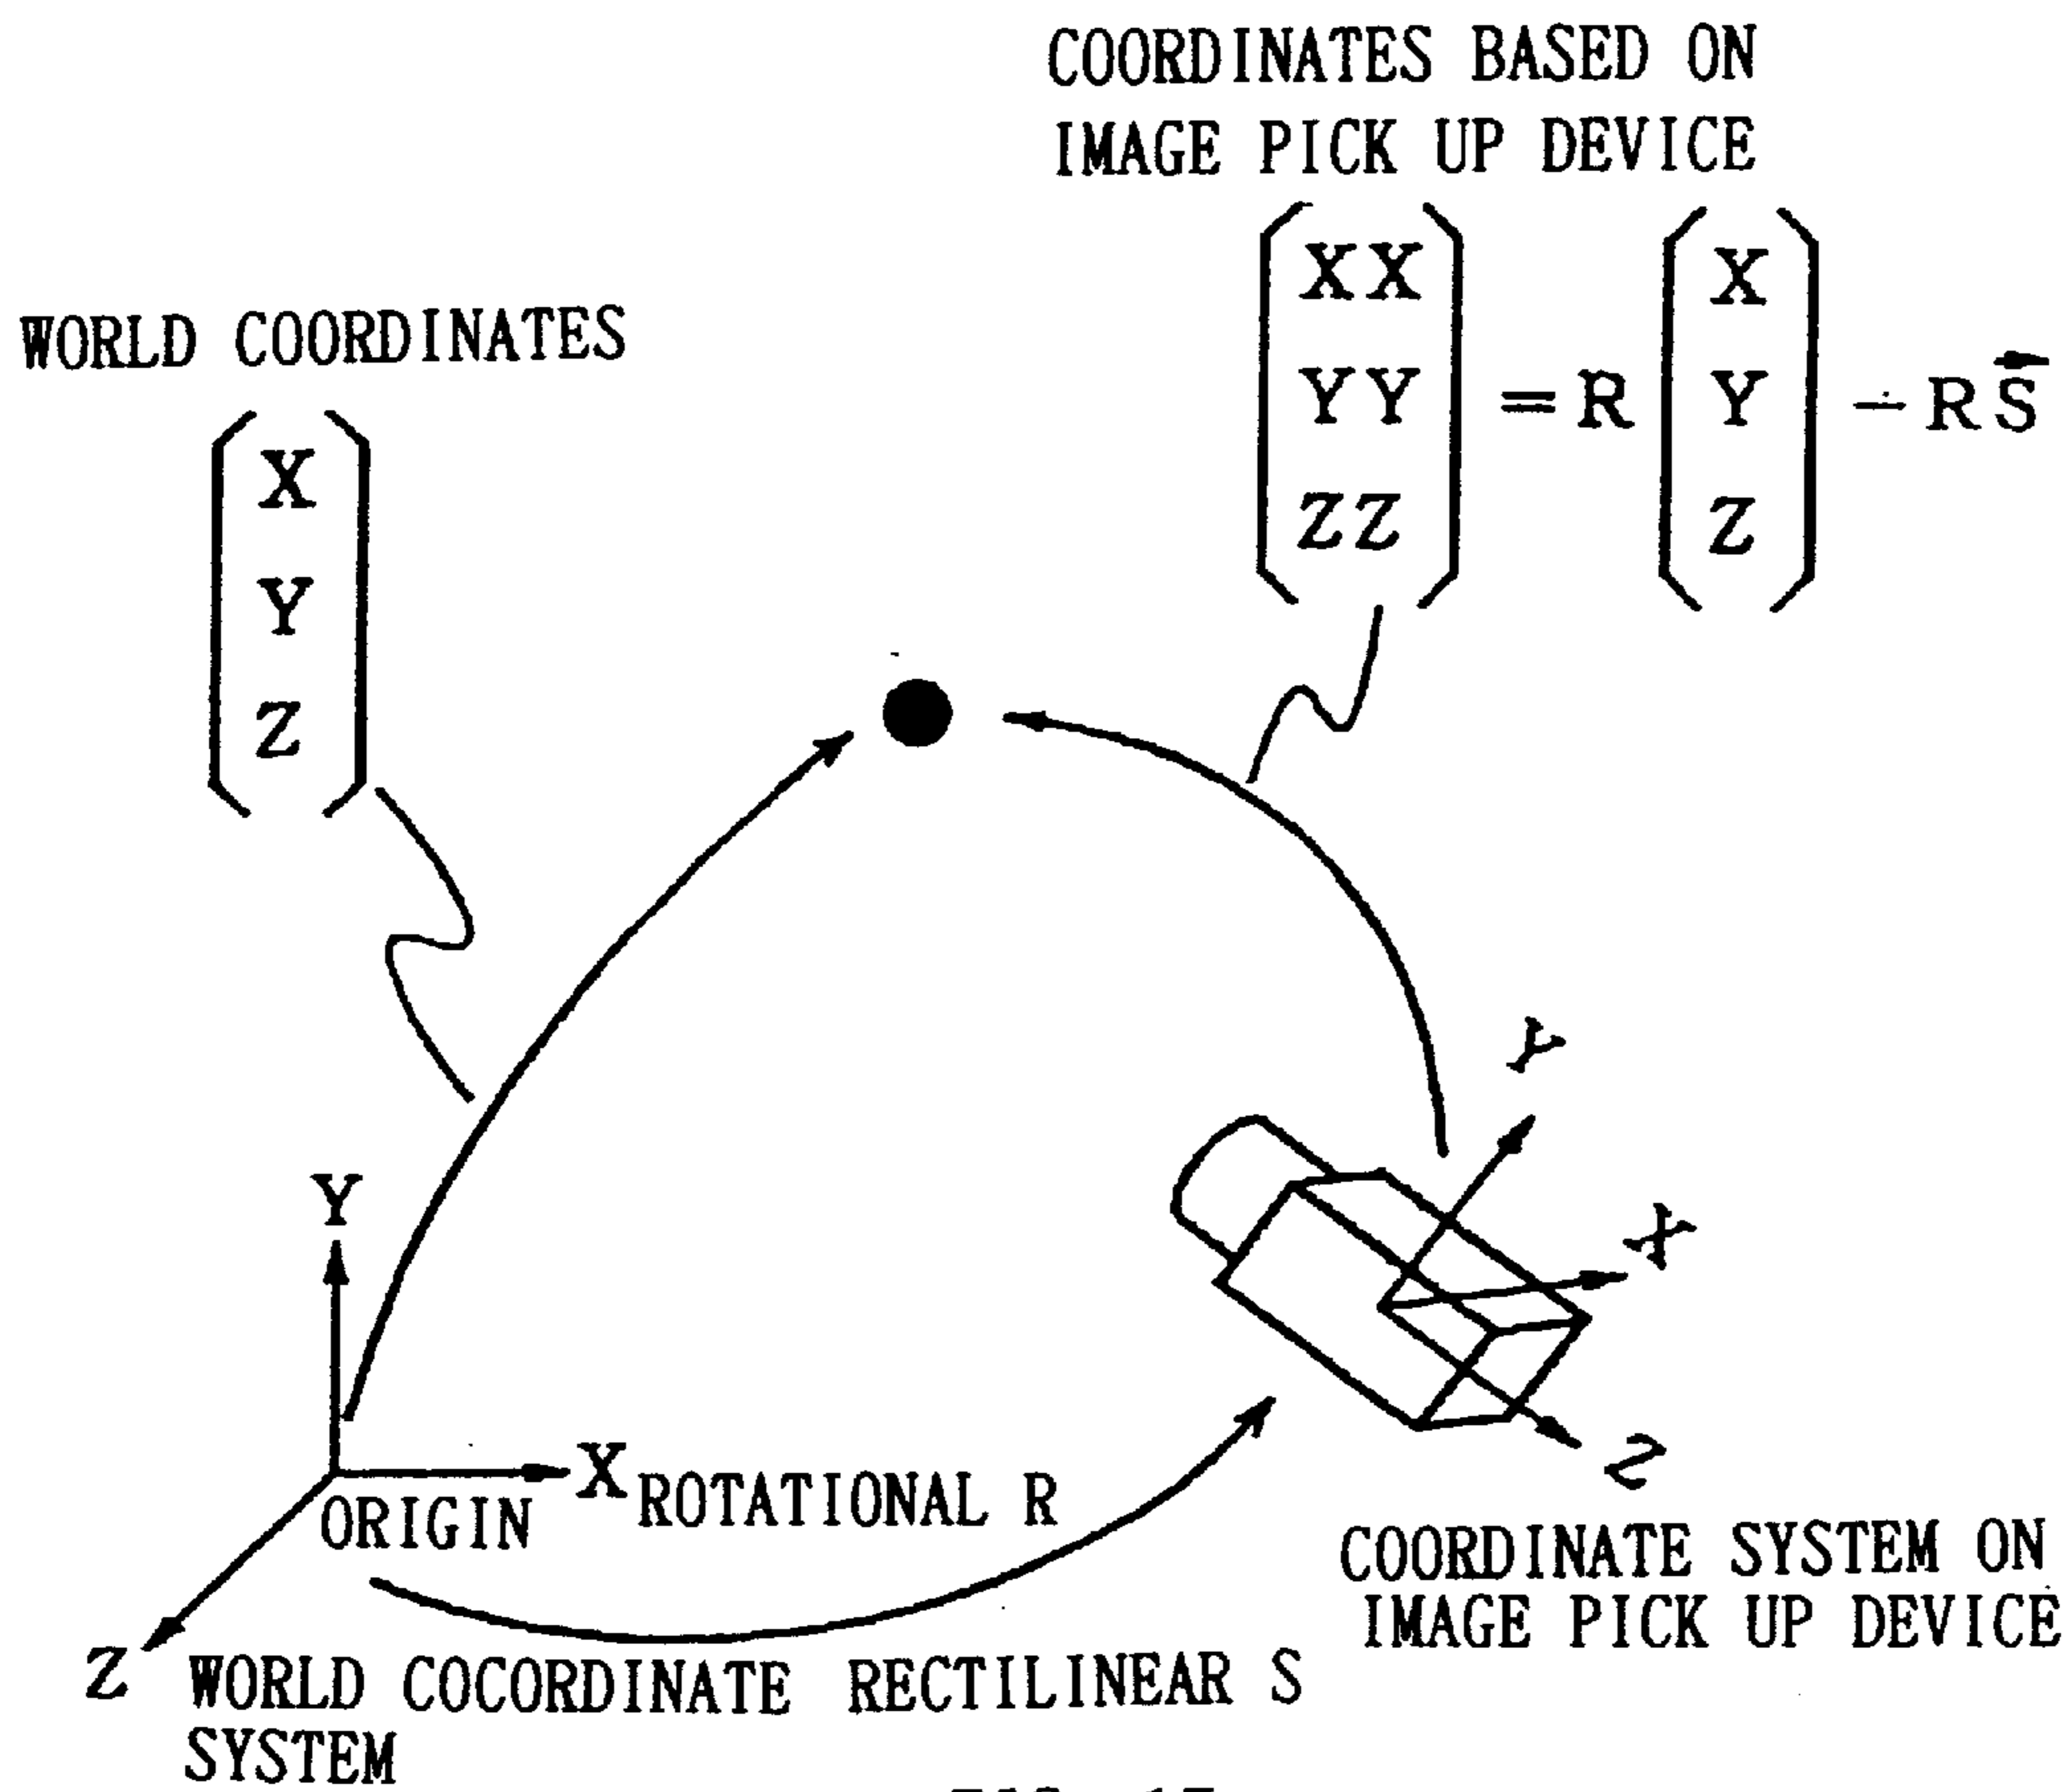 COORDINATES BASED ON
IMAGE PICK UP DEVICE
XX X
YY = R Y − RS⃗
ZZ Z
WORLD COORDINATES
X
Y
Z
Y
X
Z
ORIGIN
ROTATIONAL R
Y
X
Z
COORDINATE SYSTEM ON
IMAGE PICK UP DEVICE
WORLD COCORDINATE RECTILINEAR S
SYSTEM